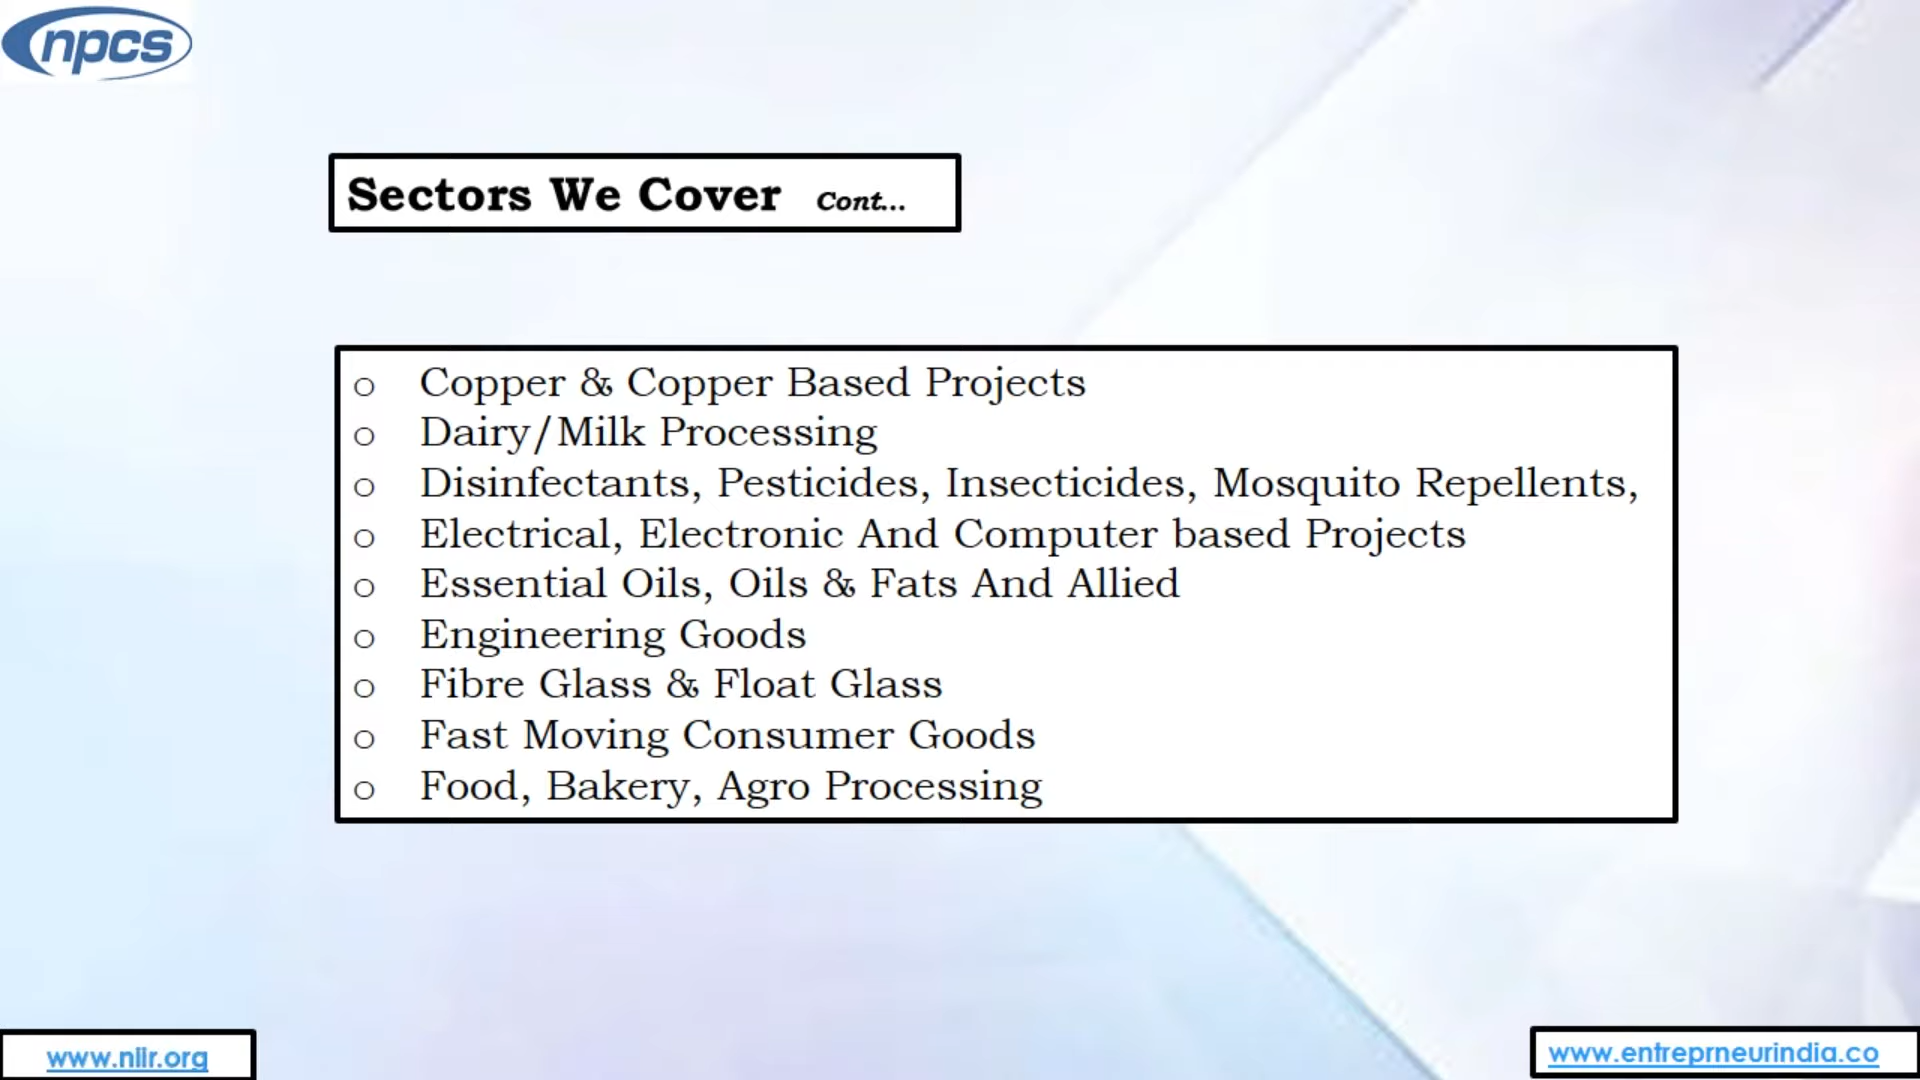 npcs
Sectors We Cover Cont...
o Copper & Copper Based Projects
o Dairy/Milk Processing
o Disinfectants, Pesticides, Insecticides, Mosquito Repellents,
o Electrical, Electronic And Computer based Projects
o Essential Oils, Oils & Fats And Allied
o Engineering Goods
o Fibre Glass & Float Glass
o Fast Moving Consumer Goods
o Food, Bakery, Agro Processing
www.niir.org
www.entreprneurindia.co